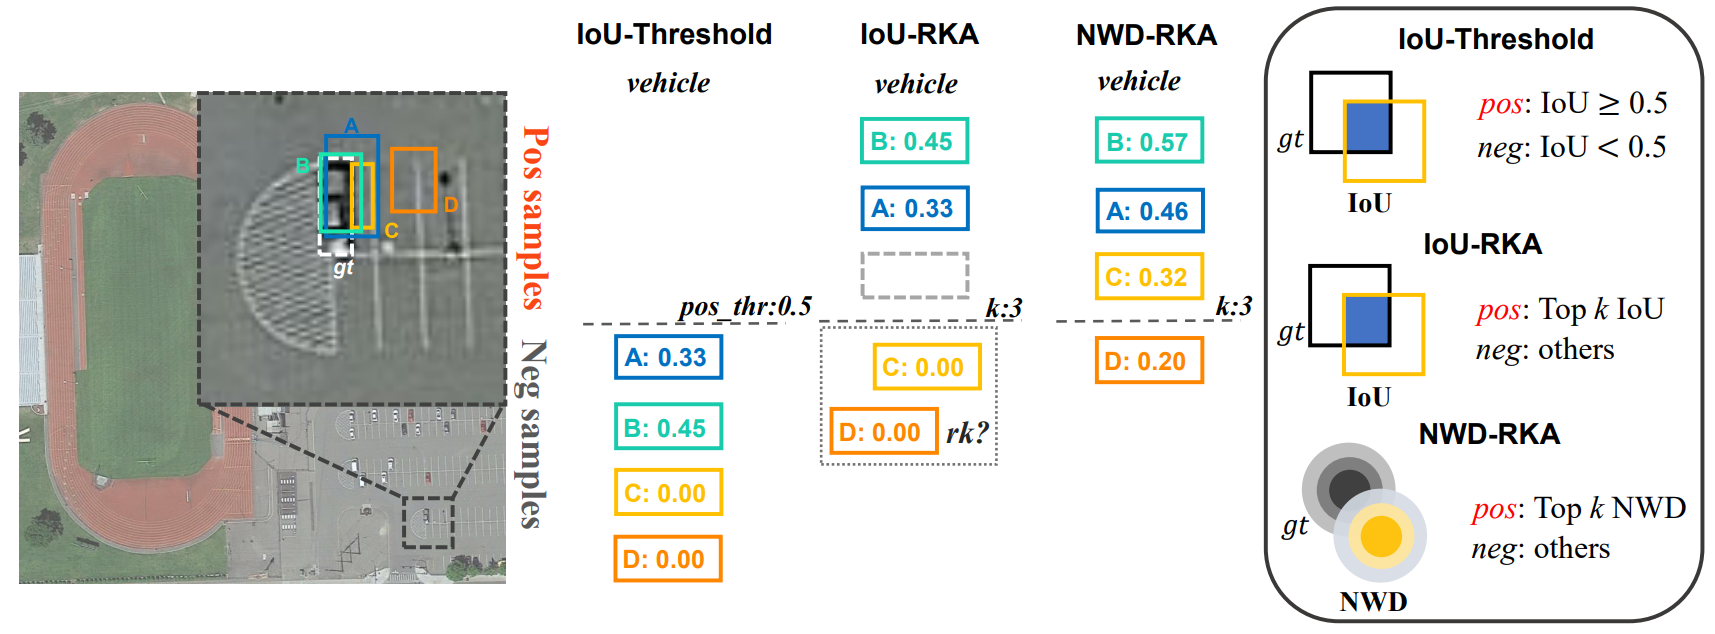 A
B
D
C
gt
Pos samples
Neg samples
IoU-Threshold
vehicle
pos_thr:0.5
A: 0.33
B: 0.45
C: 0.00
D: 0.00
IoU-RKA
vehicle
B: 0.45
A: 0.33
k:3
C: 0.00
D: 0.00 rk?
NWD-RKA
vehicle
B: 0.57
A: 0.46
C: 0.32
k:3
D: 0.20
IoU-Threshold
gt
pos: IoU ≥ 0.5
neg: IoU < 0.5
IoU
IoU-RKA
gt
pos: Top k IoU
neg: others
IoU
NWD-RKA
gt
pos: Top k NWD
neg: others
NWD